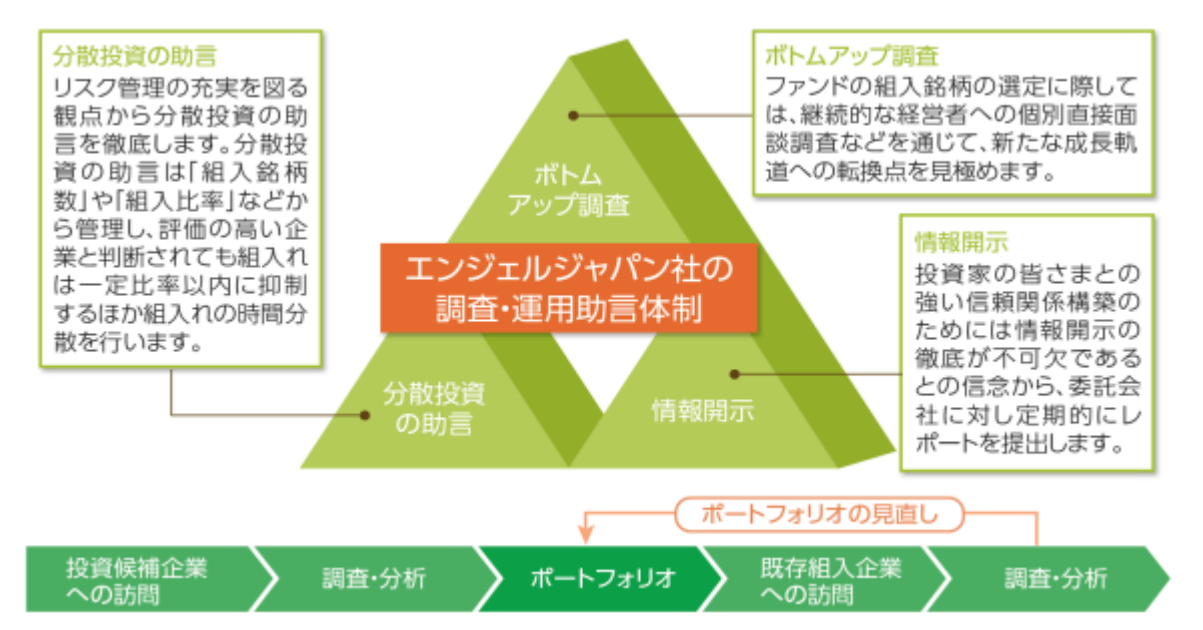 分散投資の助言
リスク管理の充実を図る
観点から分散投資の助
言を徹底します。分散投
資の助言は「組入銘柄
数」や「組入比率」などか
ら管理し、評価の高い企
業と判断されても組入れ
は一定比率以内に抑制
するほか組入れの時間分
散を行います。
ボトムアップ調査
ファンドの組入銘柄の選定に際して
は、継続的な経営者への個別直接面
談調査などを通じて、新たな成長軌
道への転換点を見極めます。
ボトム
アップ調査
エンジェルジャパン社の
調査・運用助言体制
情報開示
投資家の皆さまとの
強い信頼関係構築の
ためには情報開示の
徹底が不可欠である
との信念から、委託会
社に対し定期的にレ
ポートを提出します。
分散投資
の助言
情報開示
ポートフォリオの見直し
投資候補企業
への訪問
調査・分析
ポートフォリオ
既存組入企業
への訪問
調査・分析